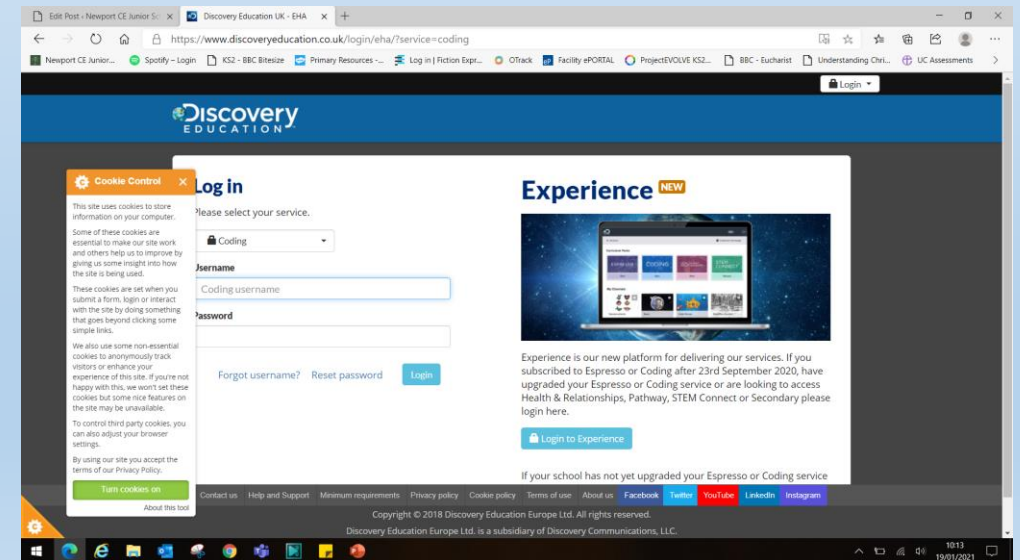 Edit Post ‹ Newport CE Junior Sc
Discovery Education UK - EHA
https://www.discoveryeducation.co.uk/login/eha/?service=coding
Newport CE Junior...
Spotify – Login
KS2 - BBC Bitesize
Primary Resources -...
Log in | Fiction Expr...
OTrack
Facility ePORTAL
ProjectEVOLVE KS2...
BBC - Eucharist
Understanding Chri...
UC Assessments
Login
Discovery
EDUCATION
Cookie Control
This site uses cookies to store
information on your computer.
Some of these cookies are
essential to make our site work
and others help us to improve by
giving us some insight into how
the site is being used.
These cookies are set when you
submit a form, login or interact
with the site by doing something
that goes beyond clicking some
simple links.
We also use some non-essential
cookies to anonymously track
visitors or enhance your
experience of this site. If you're not
happy with this, we won't set these
cookies but some nice features on
the site may be unavailable.
To control third party cookies, you
can also adjust your browser
settings.
By using our site you accept the
terms of our Privacy Policy.
Turn cookies on
About this tool
Log in
Please select your service.
Coding
Username
Coding username
Password
Forgot username?
Reset password
Login
Experience NEW
CODING
Experience is our new platform for delivering our services. If you
subscribed to Espresso or Coding after 23rd September 2020, have
upgraded your Espresso or Coding service or are looking to access
Health & Relationships, Pathway, STEM Connect or Secondary please
login here.
Login to Experience
If your school has not yet upgraded your Espresso or Coding service
Contact us
Help and Support
Minimum requirements
Privacy policy
Cookie policy
Terms of use
About us
Facebook
Twitter
YouTube
LinkedIn
Instagram
Copyright © 2018 Discovery Education Europe Ltd. All rights reserved.
Discovery Education Europe Ltd. is a subsidiary of Discovery Communications, LLC.
10:13
19/01/2021